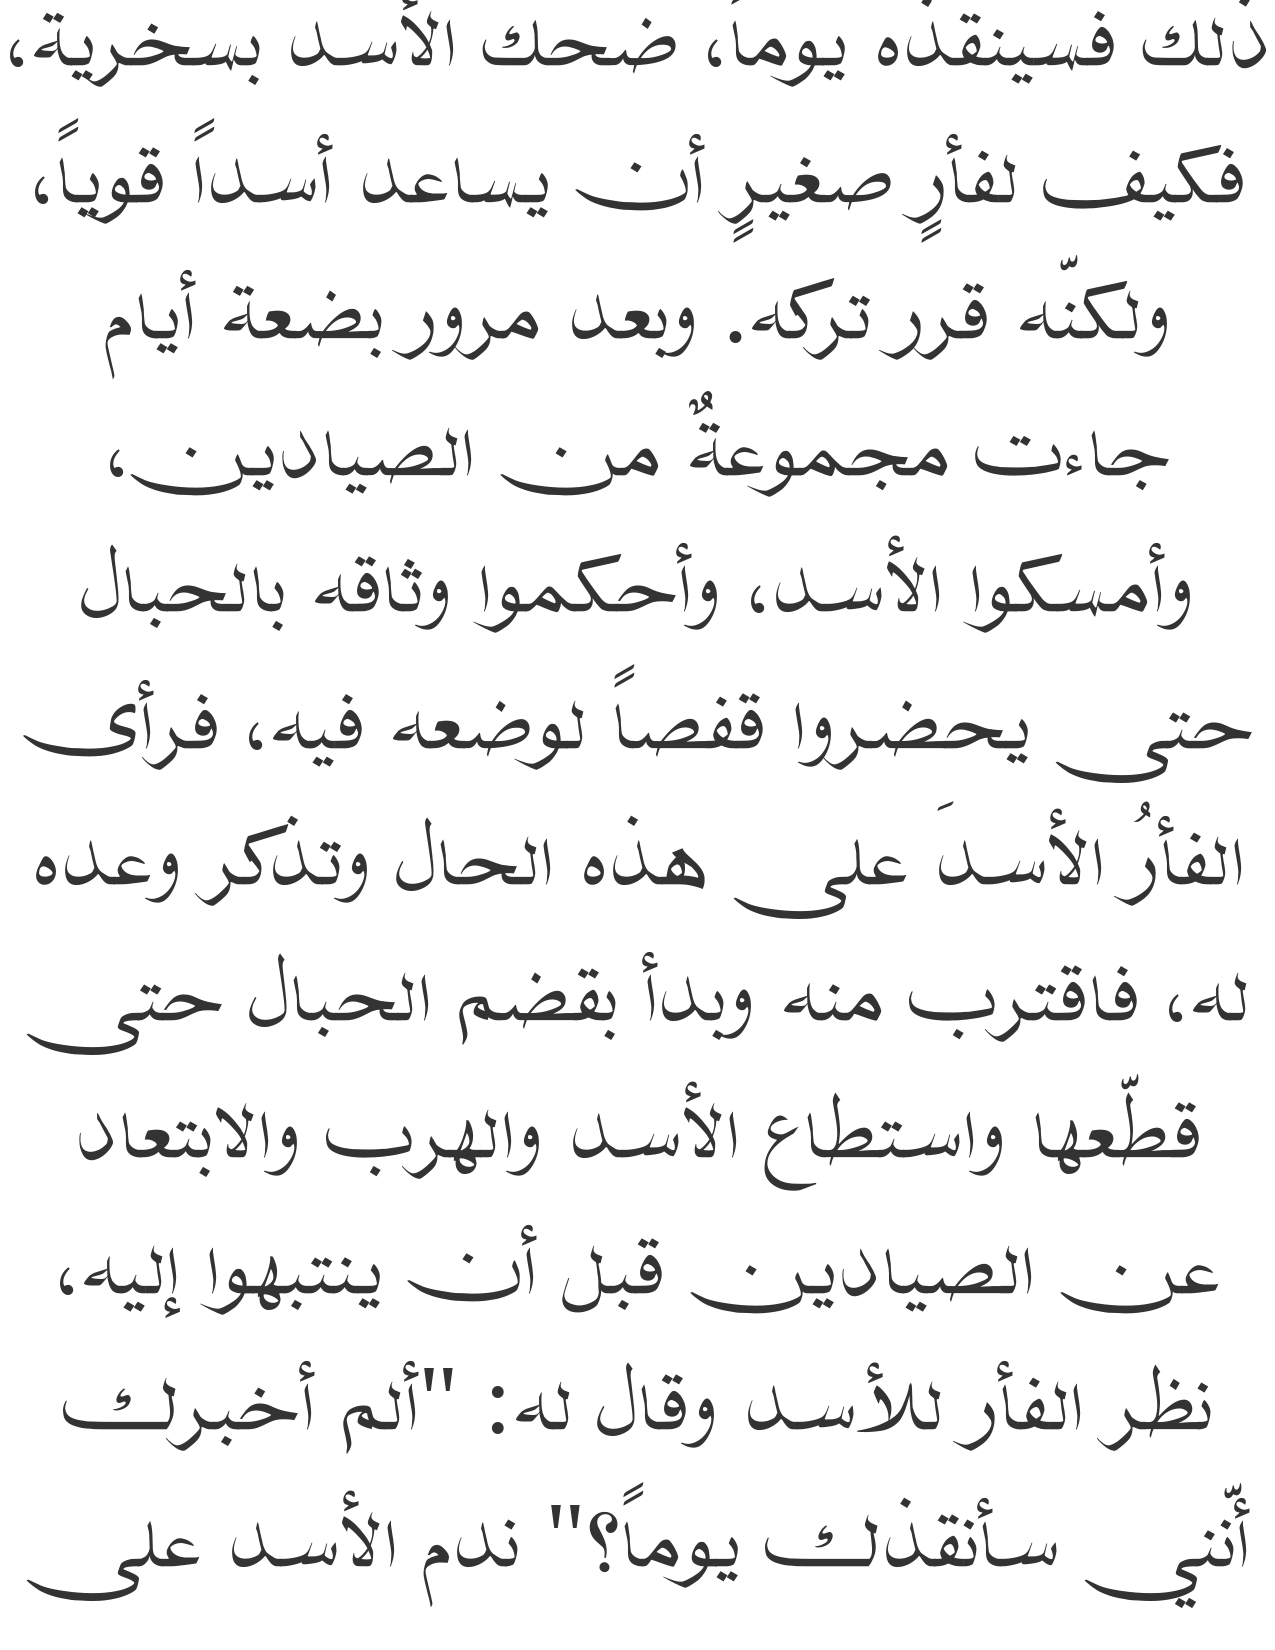 ذلك فسينقذه يوماً، ضحك الأسد بسخرية،
فكيف لفأرٍ صغيرٍ أن يساعد أسداً قوياً،
ولكنّه قرر تركه. وبعد مرور بضعة أيام
جاءت مجموعةٌ من الصيادين،
وأمسكوا الأسد، وأحكموا وثاقه بالحبال
حتى يحضروا قفصاً لوضعه فيه، فرأى
الفأرُ الأسدَ على هذه الحال وتذكر وعده
له، فاقترب منه وبدأ بقضم الحبال حتى
قطّعها واستطاع الأسد والهرب والابتعاد
عن الصيادين قبل أن ينتبهوا إليه،
نظر الفأر للأسد وقال له: "ألم أخبرك
أنّني سأنقذك يوماً؟" ندم الأسد على